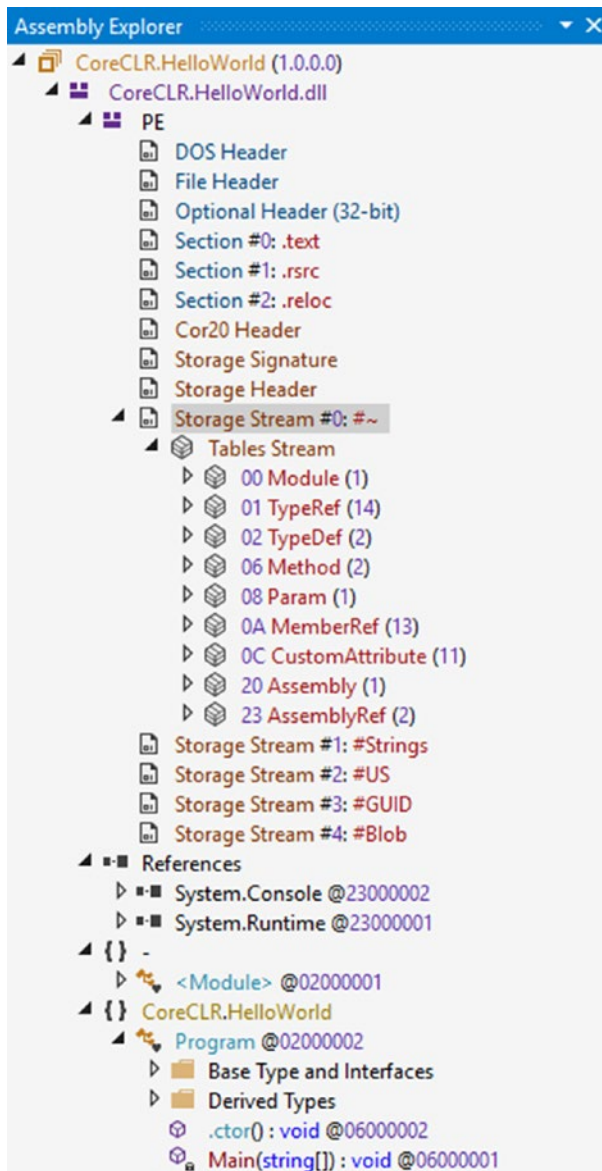 Assembly Explorer
CoreCLR.HelloWorld (1.0.0.0)
CoreCLR.HelloWorld.dll
PE
DOS Header
File Header
Optional Header (32-bit)
Section #0: .text
Section #1: .rsrc
Section #2: .reloc
Cor20 Header
Storage Signature
Storage Header
Storage Stream #0: #~
Tables Stream
00 Module (1)
01 TypeRef (14)
02 TypeDef (2)
06 Method (2)
08 Param (1)
0A MemberRef (13)
0C CustomAttribute (11)
20 Assembly (1)
23 AssemblyRef (2)
Storage Stream #1: #Strings
Storage Stream #2: #US
Storage Stream #3: #GUID
Storage Stream #4: #Blob
References
System.Console @23000002
System.Runtime @23000001
{ } -
<Module> @02000001
{ } CoreCLR.HelloWorld
Program @02000002
Base Type and Interfaces
Derived Types
.ctor() : void @06000002
Main(string[]) : void @06000001